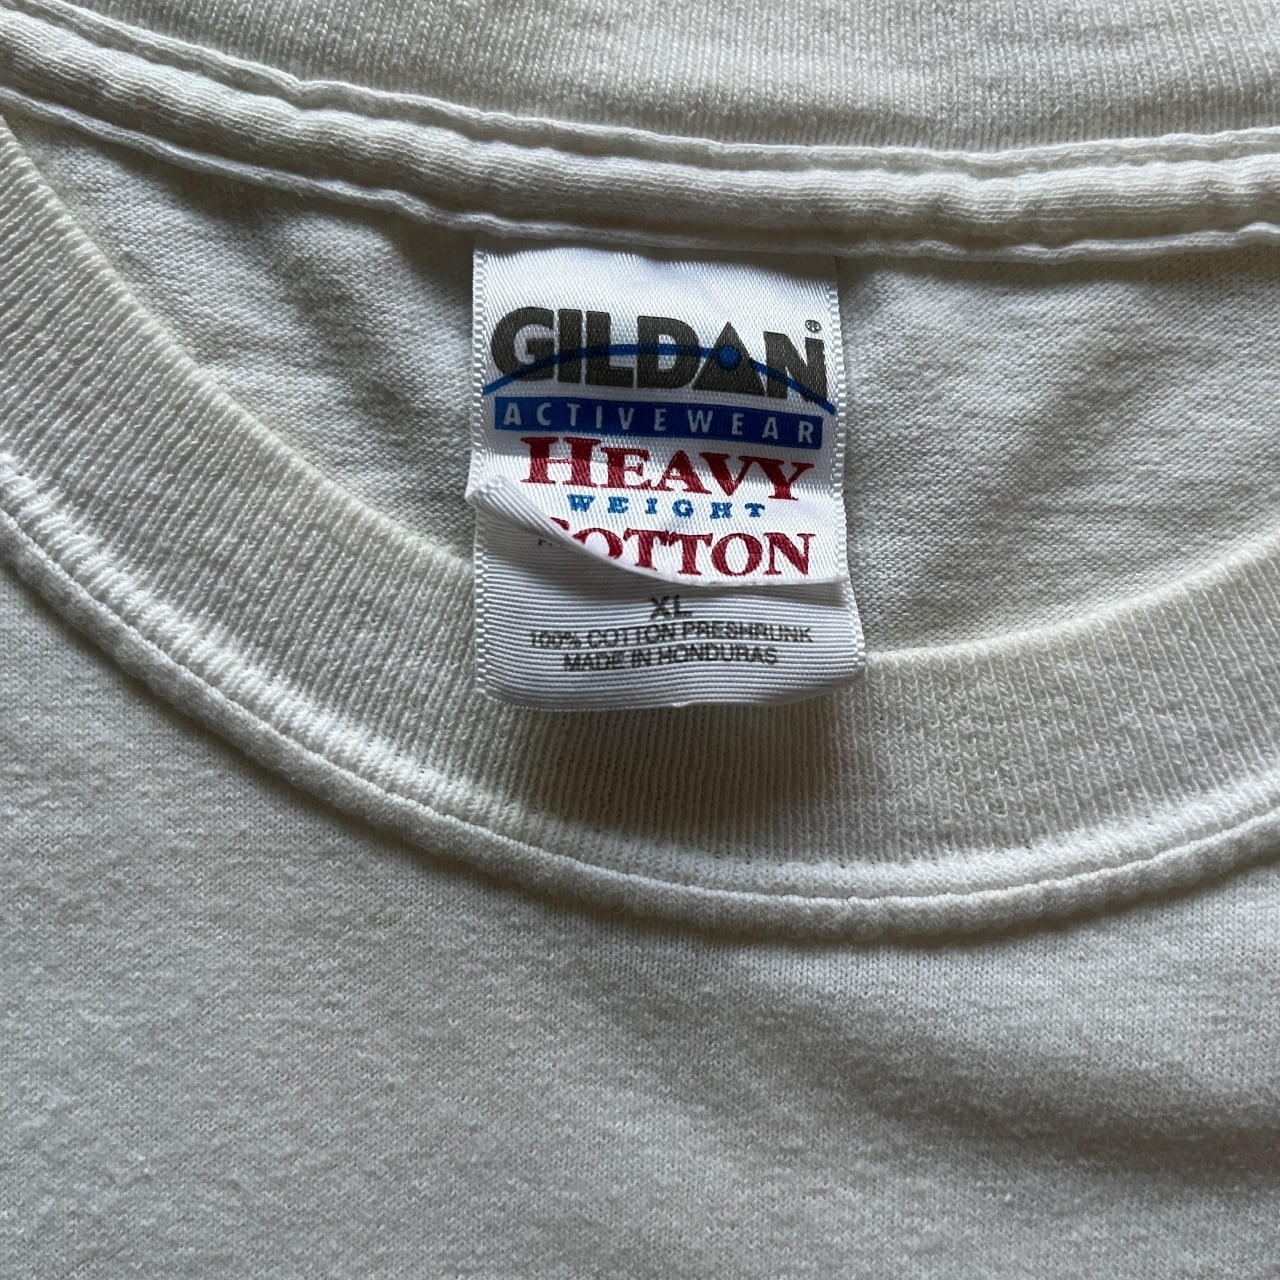 GILDAN®
ACTIVEWEAR
HEAVY
WEIGHT
COTTON
XL
100% COTTON PRESHRUNK
MADE IN HONDURAS